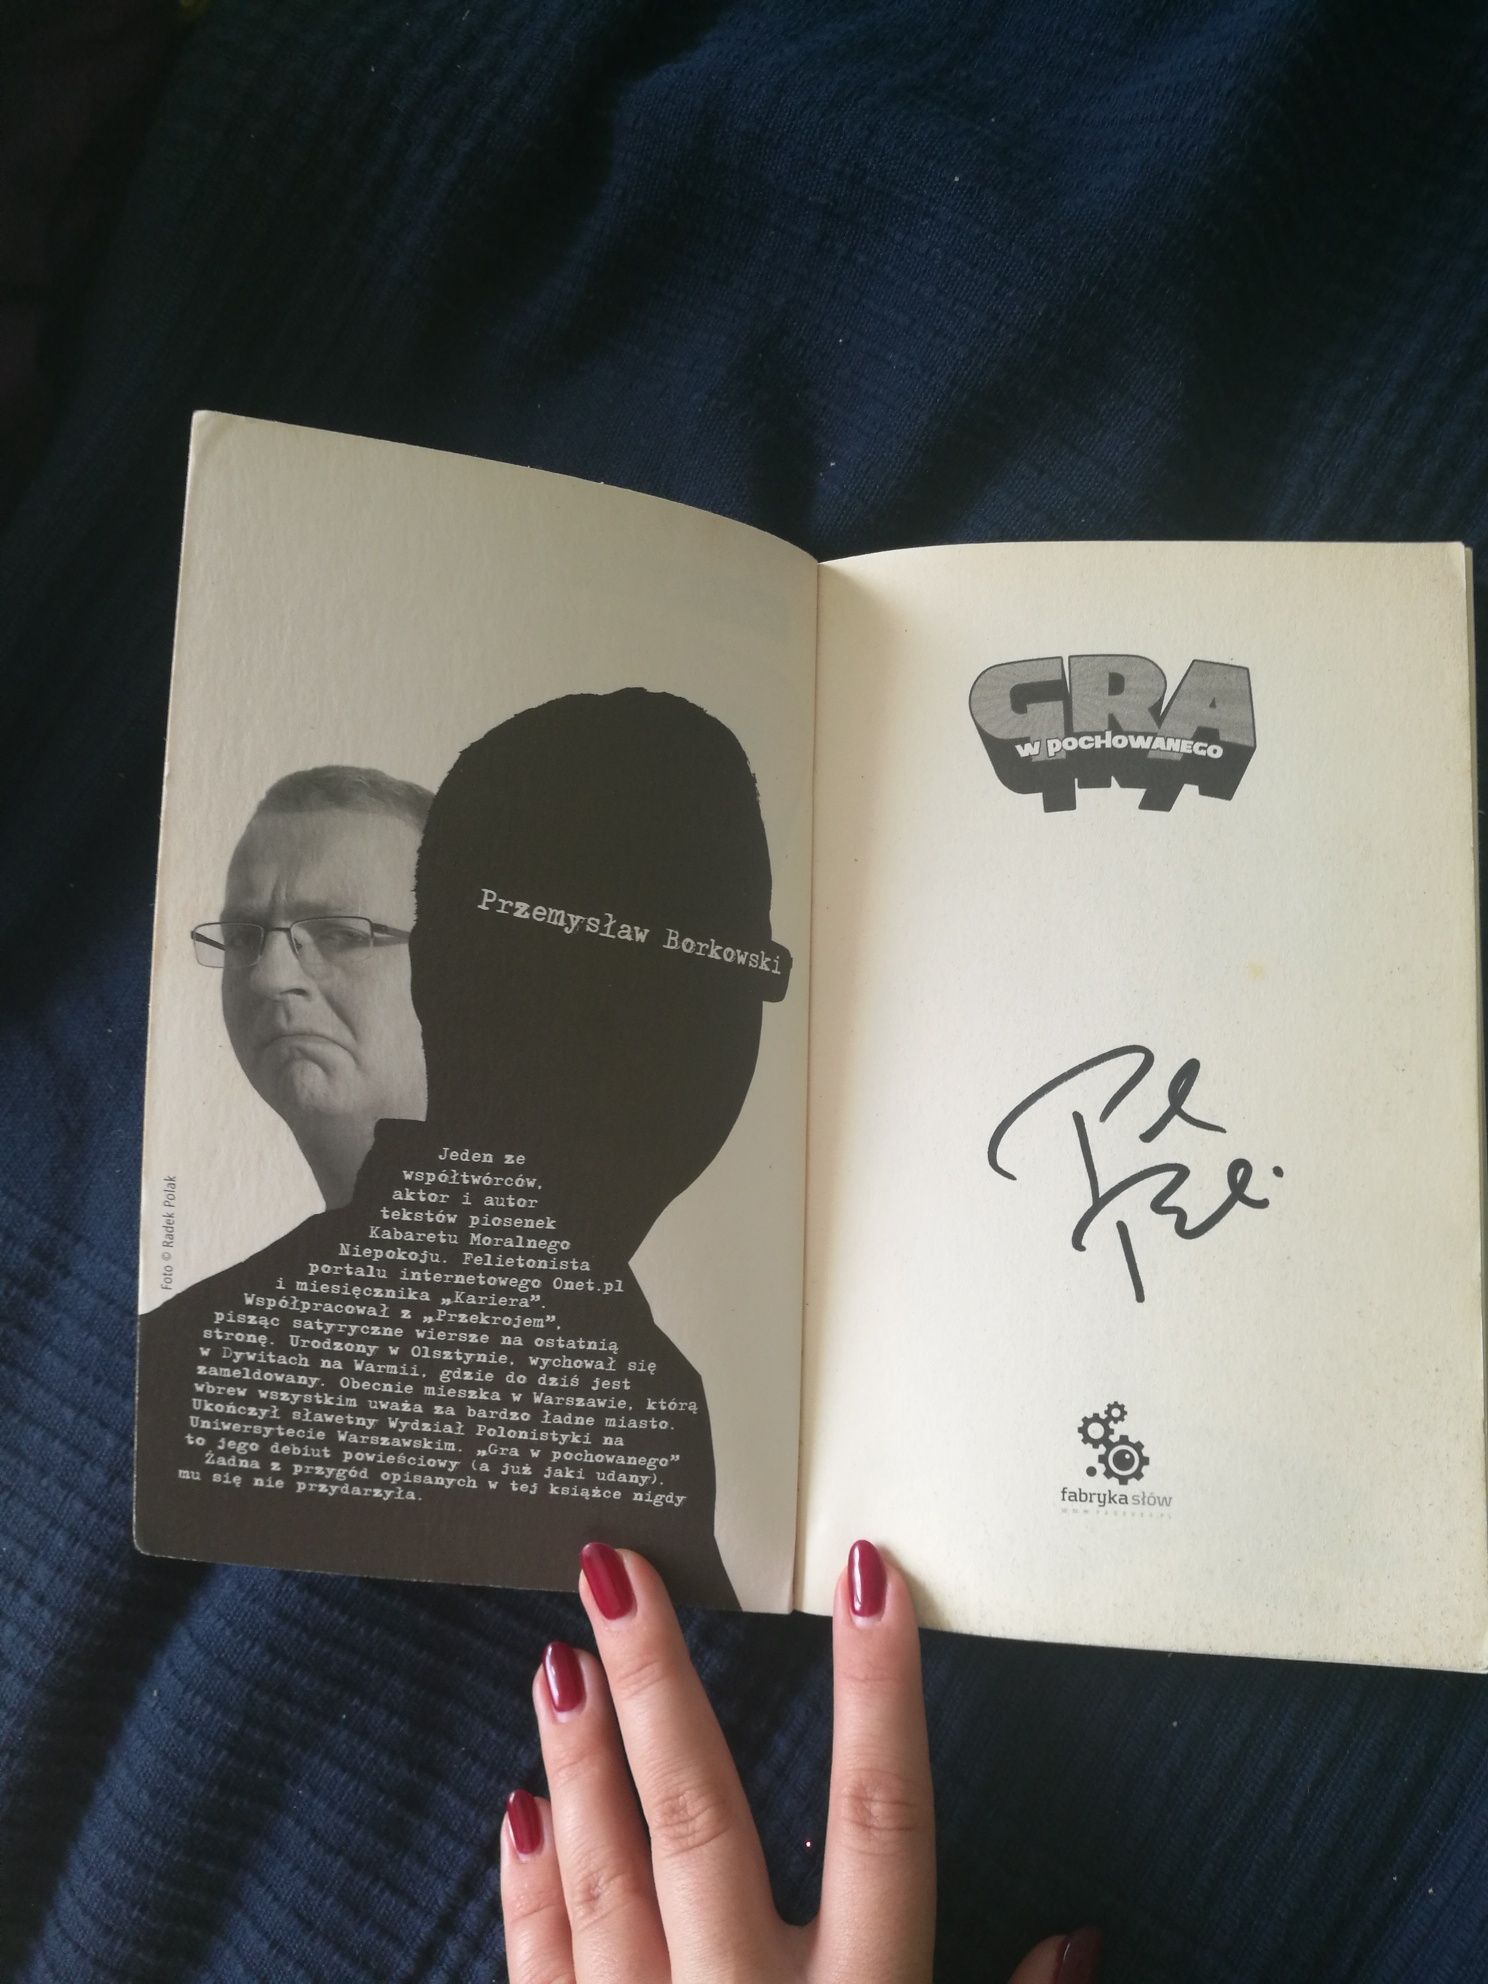 Przemysław Borkowski
Jeden ze
współtwórców,
aktor i autor
tekstów piosenek
Kabaretu Moralnego
Niepokoju. Felietonista
portalu internetowego Onet.pl
i miesięcznika „Kariera”.
Współpracował z „Przekrojem”,
pisząc satyryczne wiersze na ostatnią
stronę. Urodzony w Olsztynie, wychował się
w Dywitach na Warmii, gdzie do dziś jest
zameldowany. Obecnie mieszka w Warszawie, którą
wbrew wszystkim uważa za bardzo ładne miasto.
Ukończył sławetny Wydział Polonistyki na
Uniwersytecie Warszawskim. „Gra w pochowanego”
to jego debiut powieściowy (a już jaki udany).
Żadna z przygód opisanych w tej książce nigdy
mu się nie przydarzyła.
Foto © Radek Polak
GRA
w pochowanego
fabryka słów